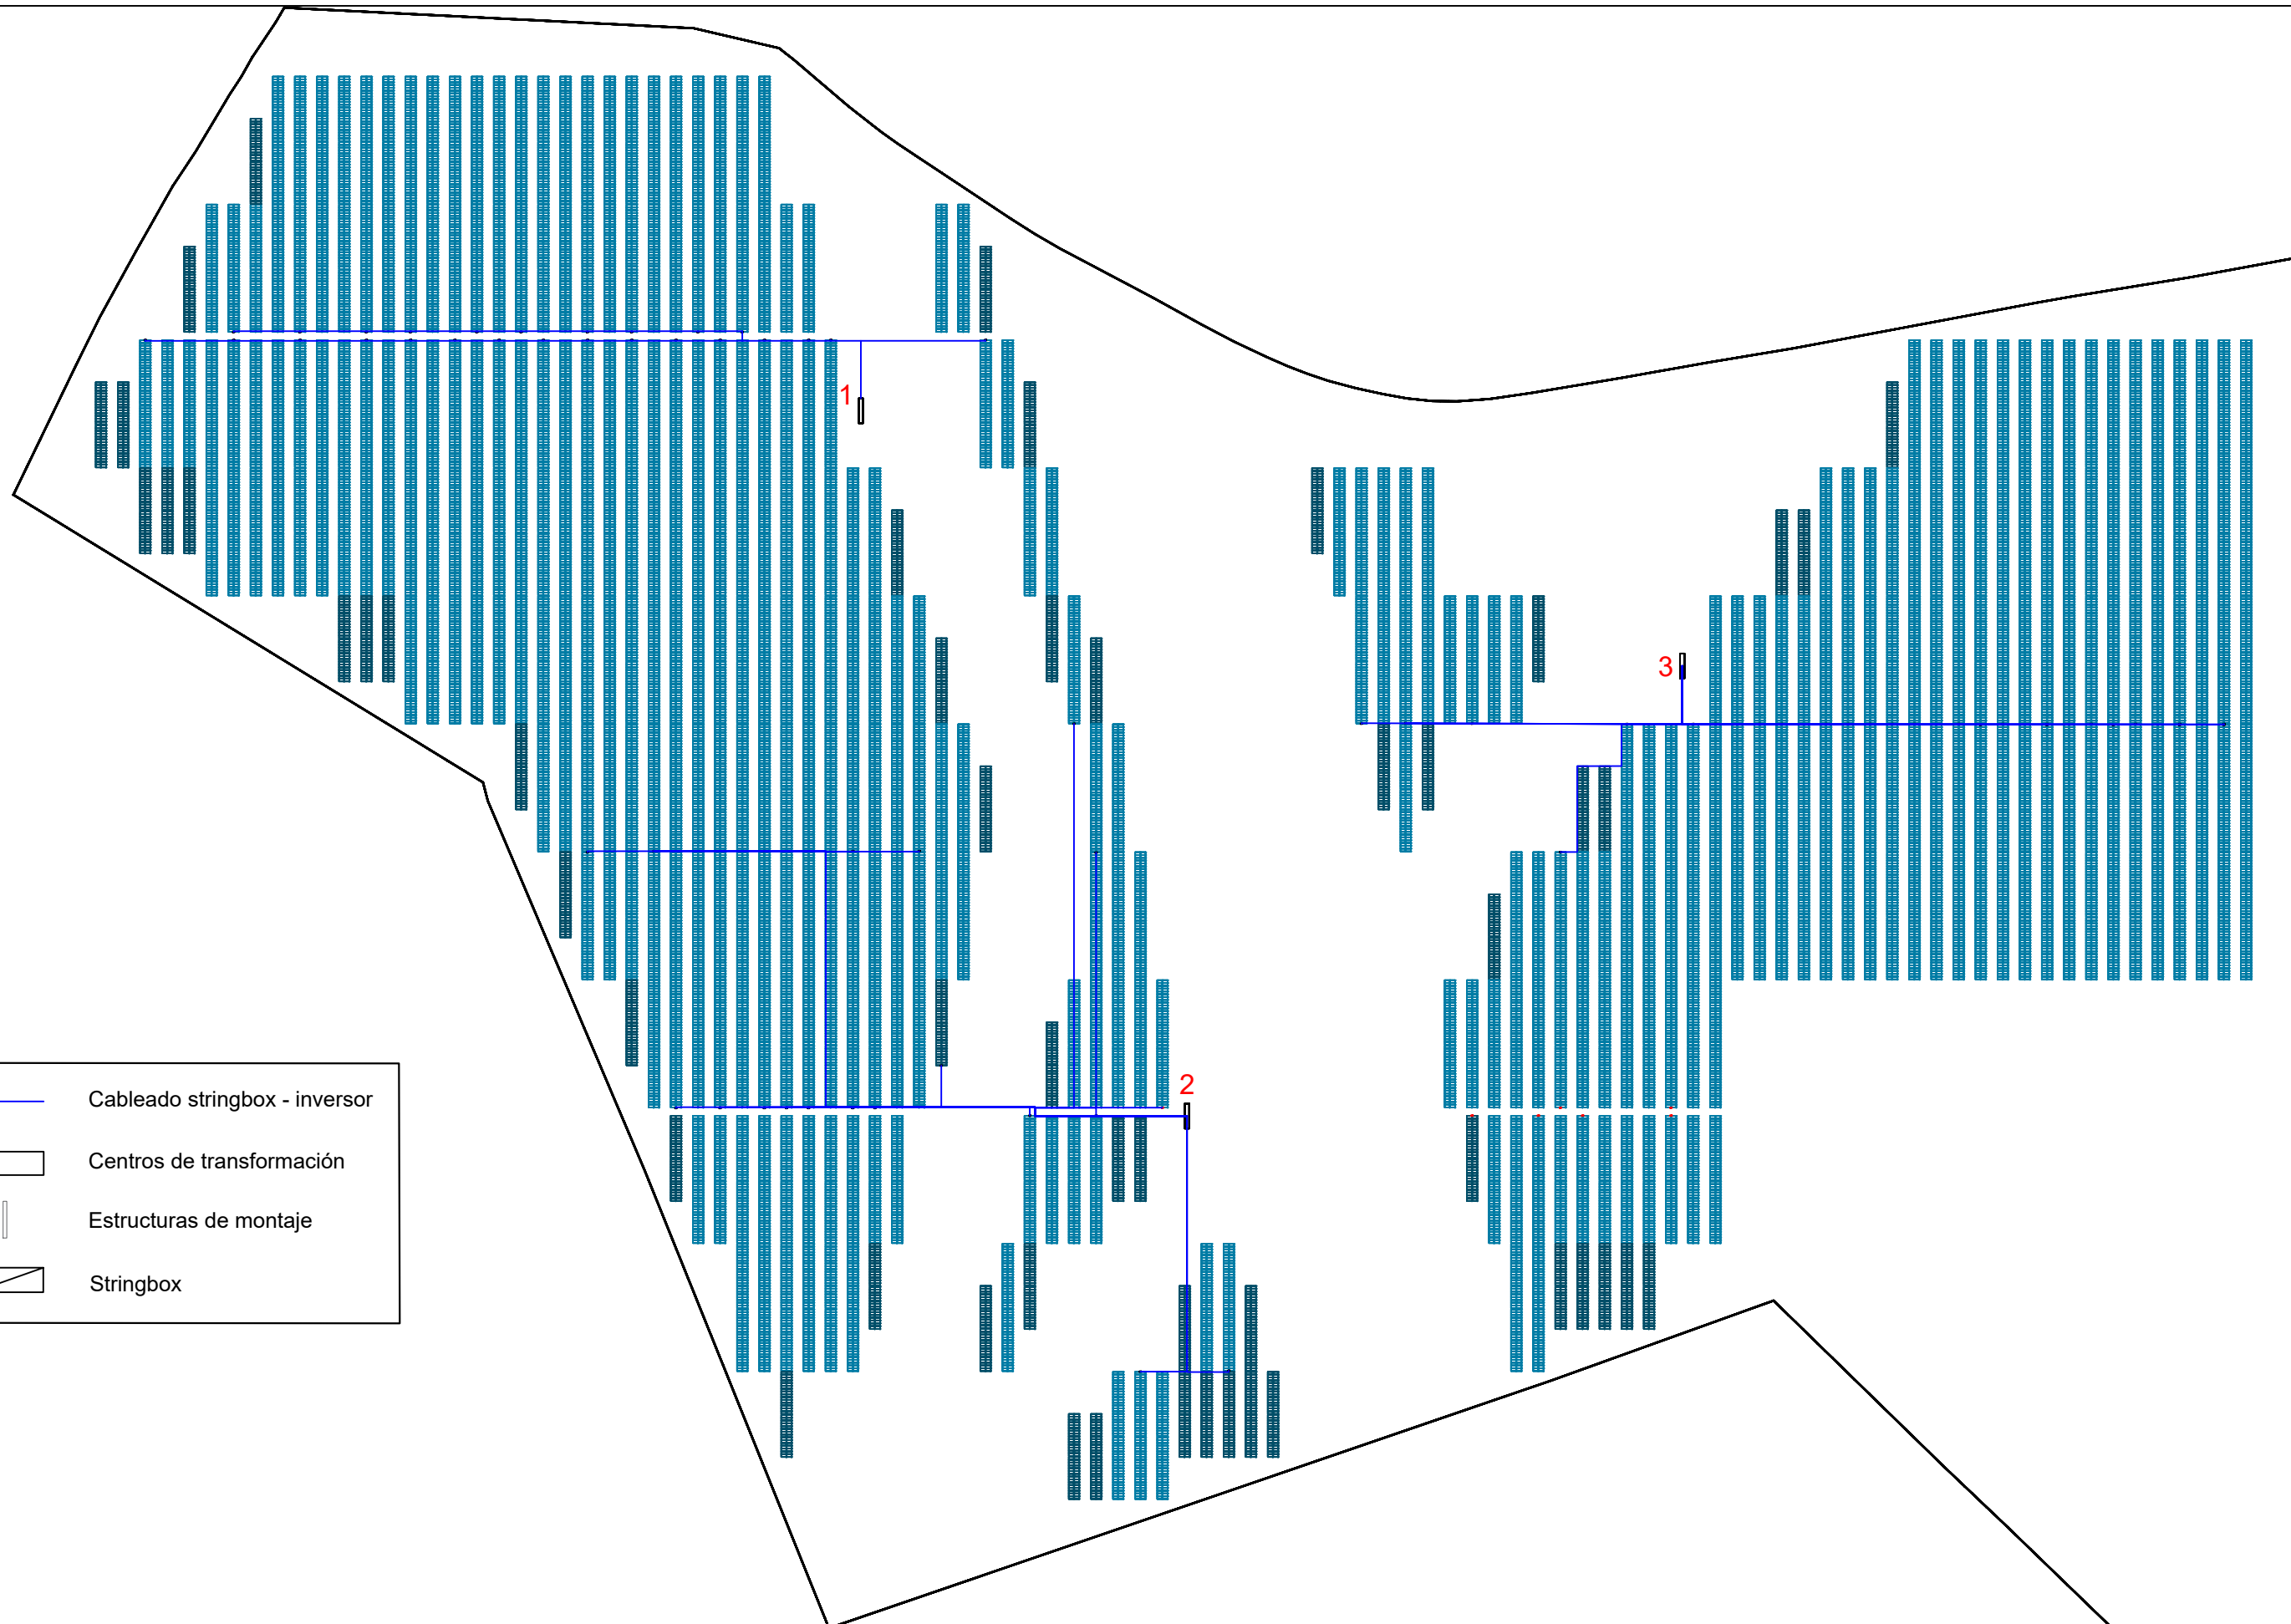 1
3
2
Cableado stringbox - inversor
Centros de transformación
Estructuras de montaje
Stringbox